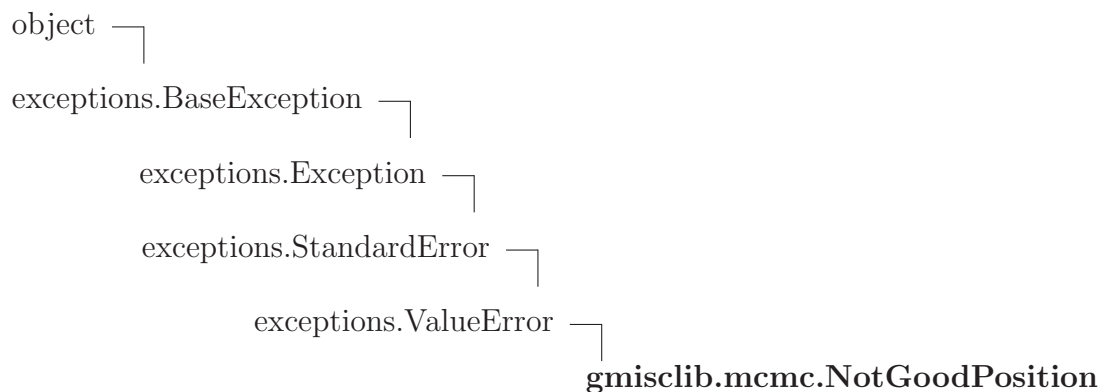 object
exceptions.BaseException
exceptions.Exception
exceptions.StandardError
exceptions.ValueError
gmisclib.mcmc.NotGoodPosition